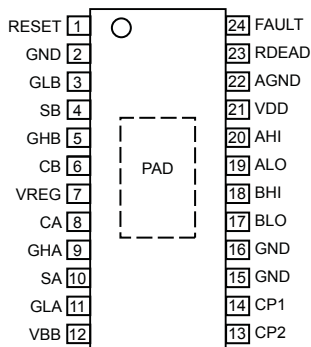 RESET 1 24 FAULT
GND 2 23 RDEAD
GLB 3 22 AGND
SB 4 21 VDD
GHB 5 20 AHI
CB 6 PAD 19 ALO
VREG 7 18 BHI
CA 8 17 BLO
GHA 9 16 GND
SA 10 15 GND
GLA 11 14 CP1
VBB 12 13 CP2